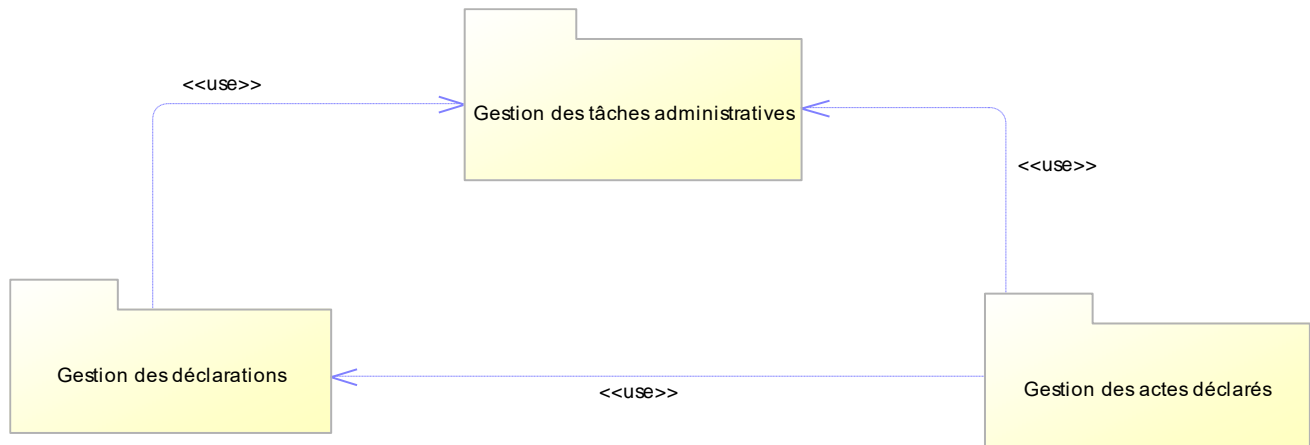 <<use>>
Gestion des tâches administratives
<<use>>
Gestion des déclarations
<<use>>
Gestion des actes déclarés